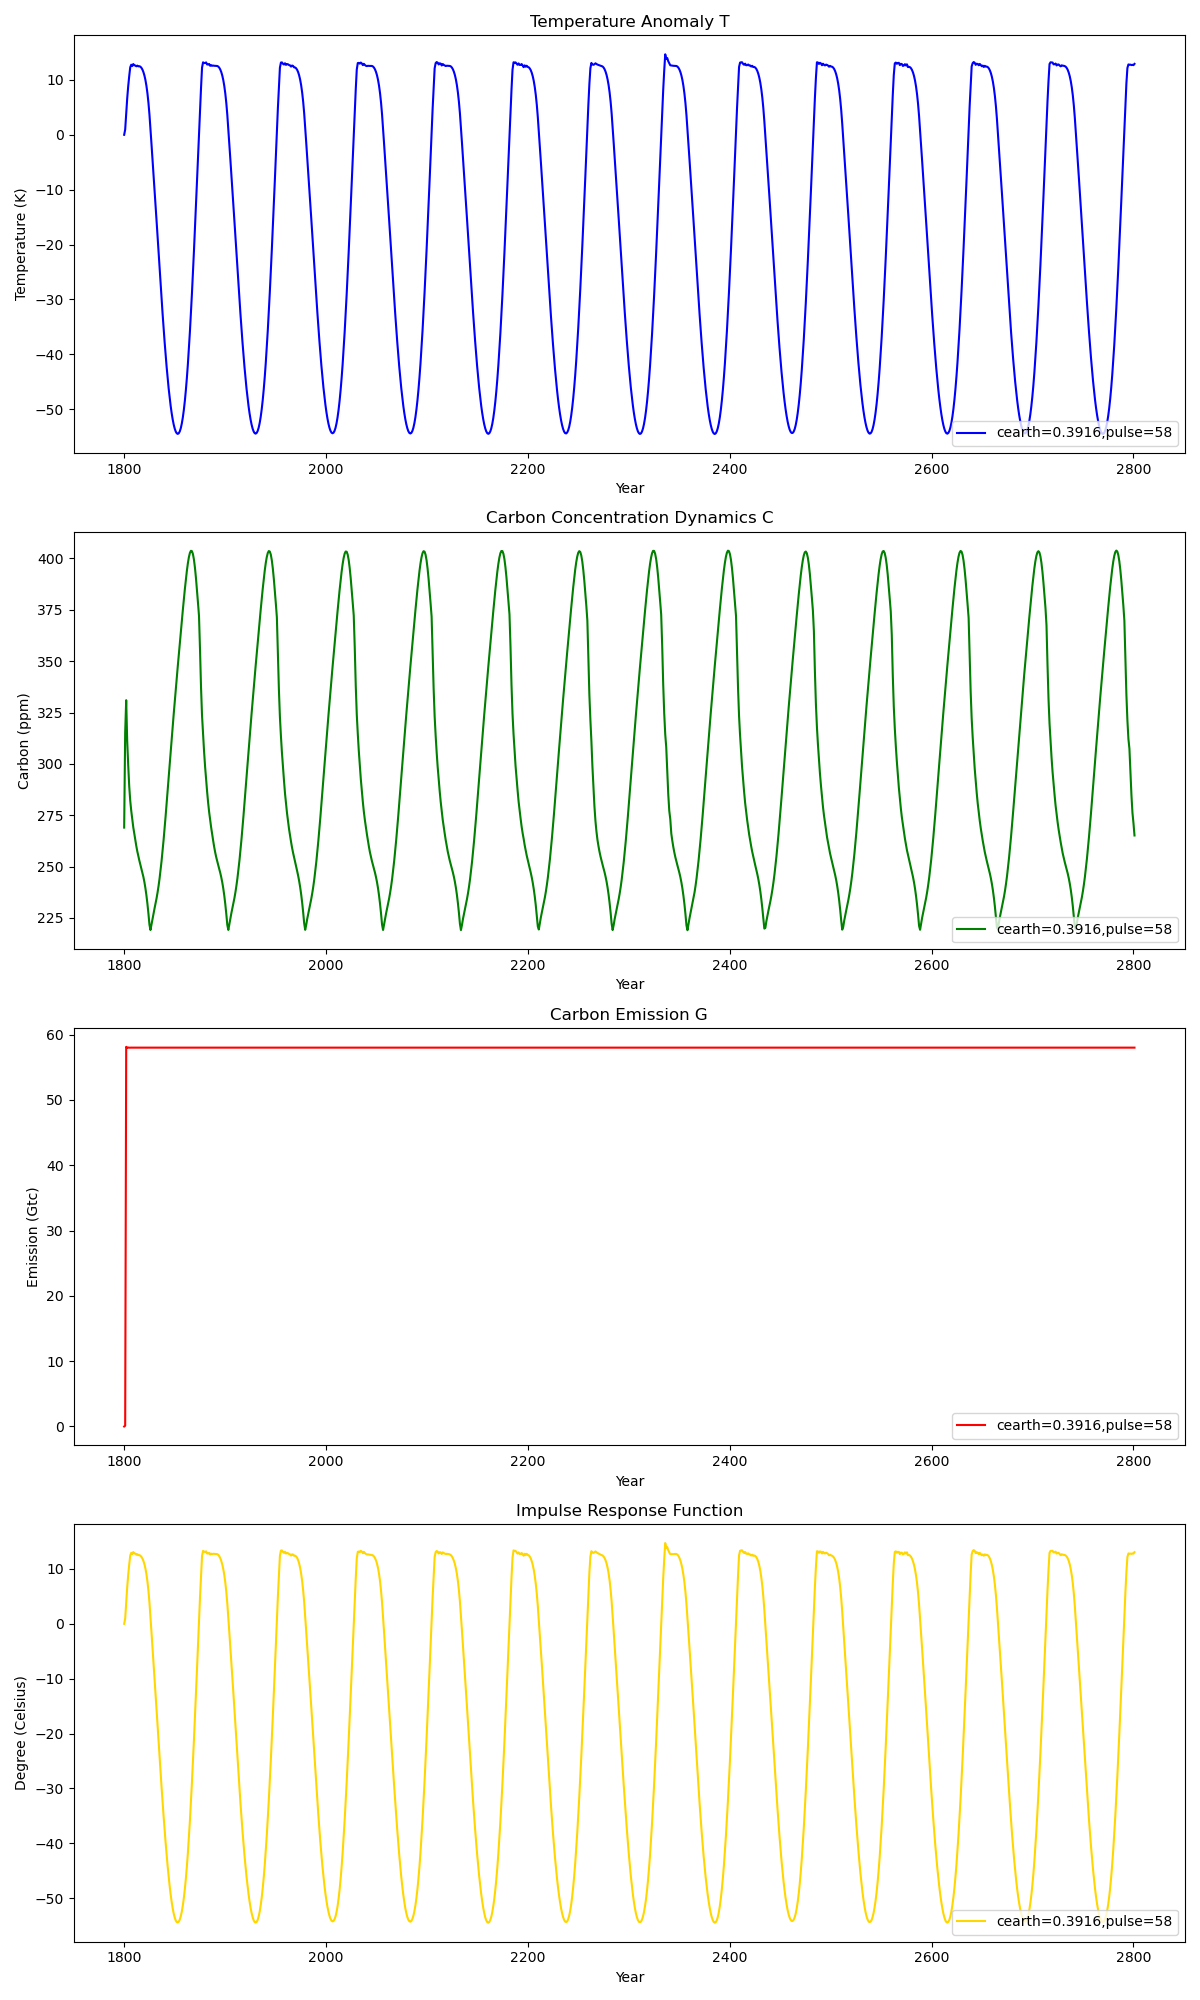 Temperature Anomaly T
Temperature (K)
10
0
−10
−20
−30
−40
−50
cearth=0.3916,pulse=58
1800 2000 2200 2400 2600 2800
Year
Carbon Concentration Dynamics C
Carbon (ppm)
400
375
350
325
300
275
250
225
cearth=0.3916,pulse=58
1800 2000 2200 2400 2600 2800
Year
Carbon Emission G
Emission (Gtc)
60
50
40
30
20
10
0
cearth=0.3916,pulse=58
1800 2000 2200 2400 2600 2800
Year
Impulse Response Function
Degree (Celsius)
10
0
−10
−20
−30
−40
−50
cearth=0.3916,pulse=58
1800 2000 2200 2400 2600 2800
Year